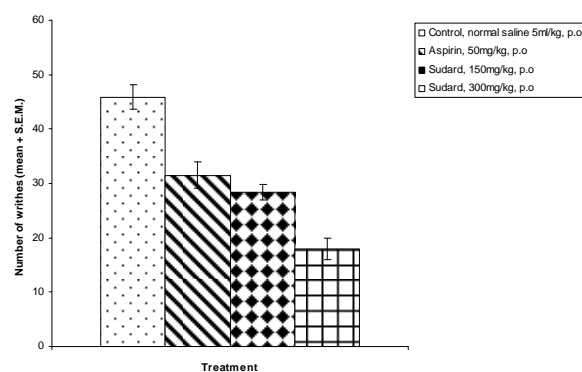 60
50
40
30
20
10
0
Number of writhes (mean + S.E.M.)
Treatment
Control, normal saline 5ml/kg, p.o
Aspirin, 50mg/kg, p.o
Sudard, 150mg/kg, p.o
Sudard, 300mg/kg, p.o